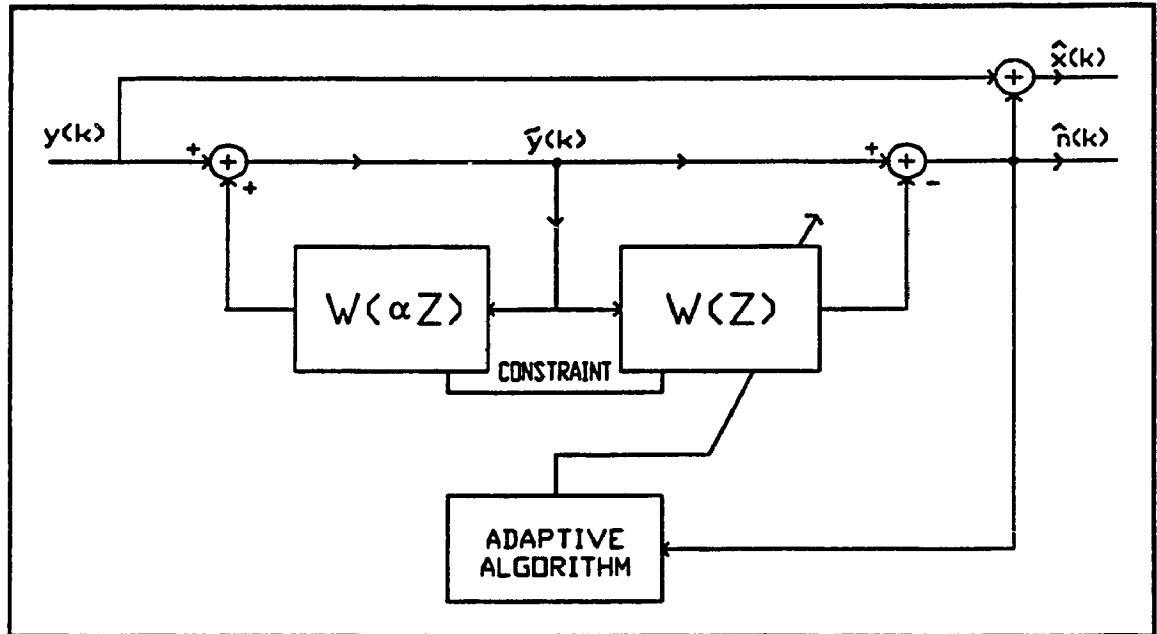 x̂(k)
y(k)
ȳ(k)
n̂(k)
+
+
+
+
-
+
W(αZ)
W(Z)
CONSTRAINT
ADAPTIVE
ALGORITHM